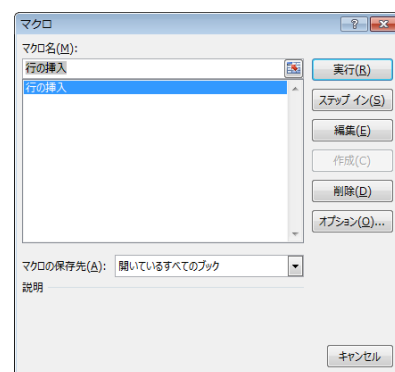 マクロ
マクロ名(M):
行の挿入
行の挿入
実行(R)
ステップ イン(S)
編集(E)
作成(C)
削除(D)
オプション(O)...
マクロの保存先(A):
開いているすべてのブック
説明
キャンセル